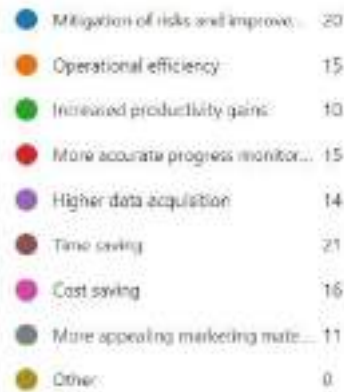 Mitigation of risks and improve... 20
Operational efficiency 15
Increased productivity gains 10
More accurate progress monitor... 15
Higher data acquisition 14
Time saving 21
Cost saving 16
More appealing marketing mate... 11
Other 0